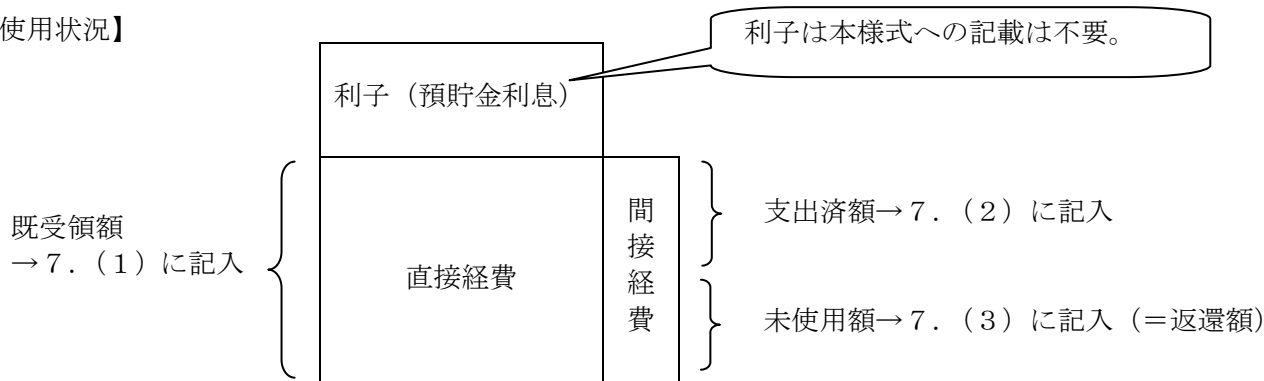 使用状況】
利子は本様式への記載は不要。
利子（預貯金利息）
既受領額
→７．（１）に記入
直接経費
間接経費
支出済額→７．（２）に記入
未使用額→７．（３）に記入（＝返還額）